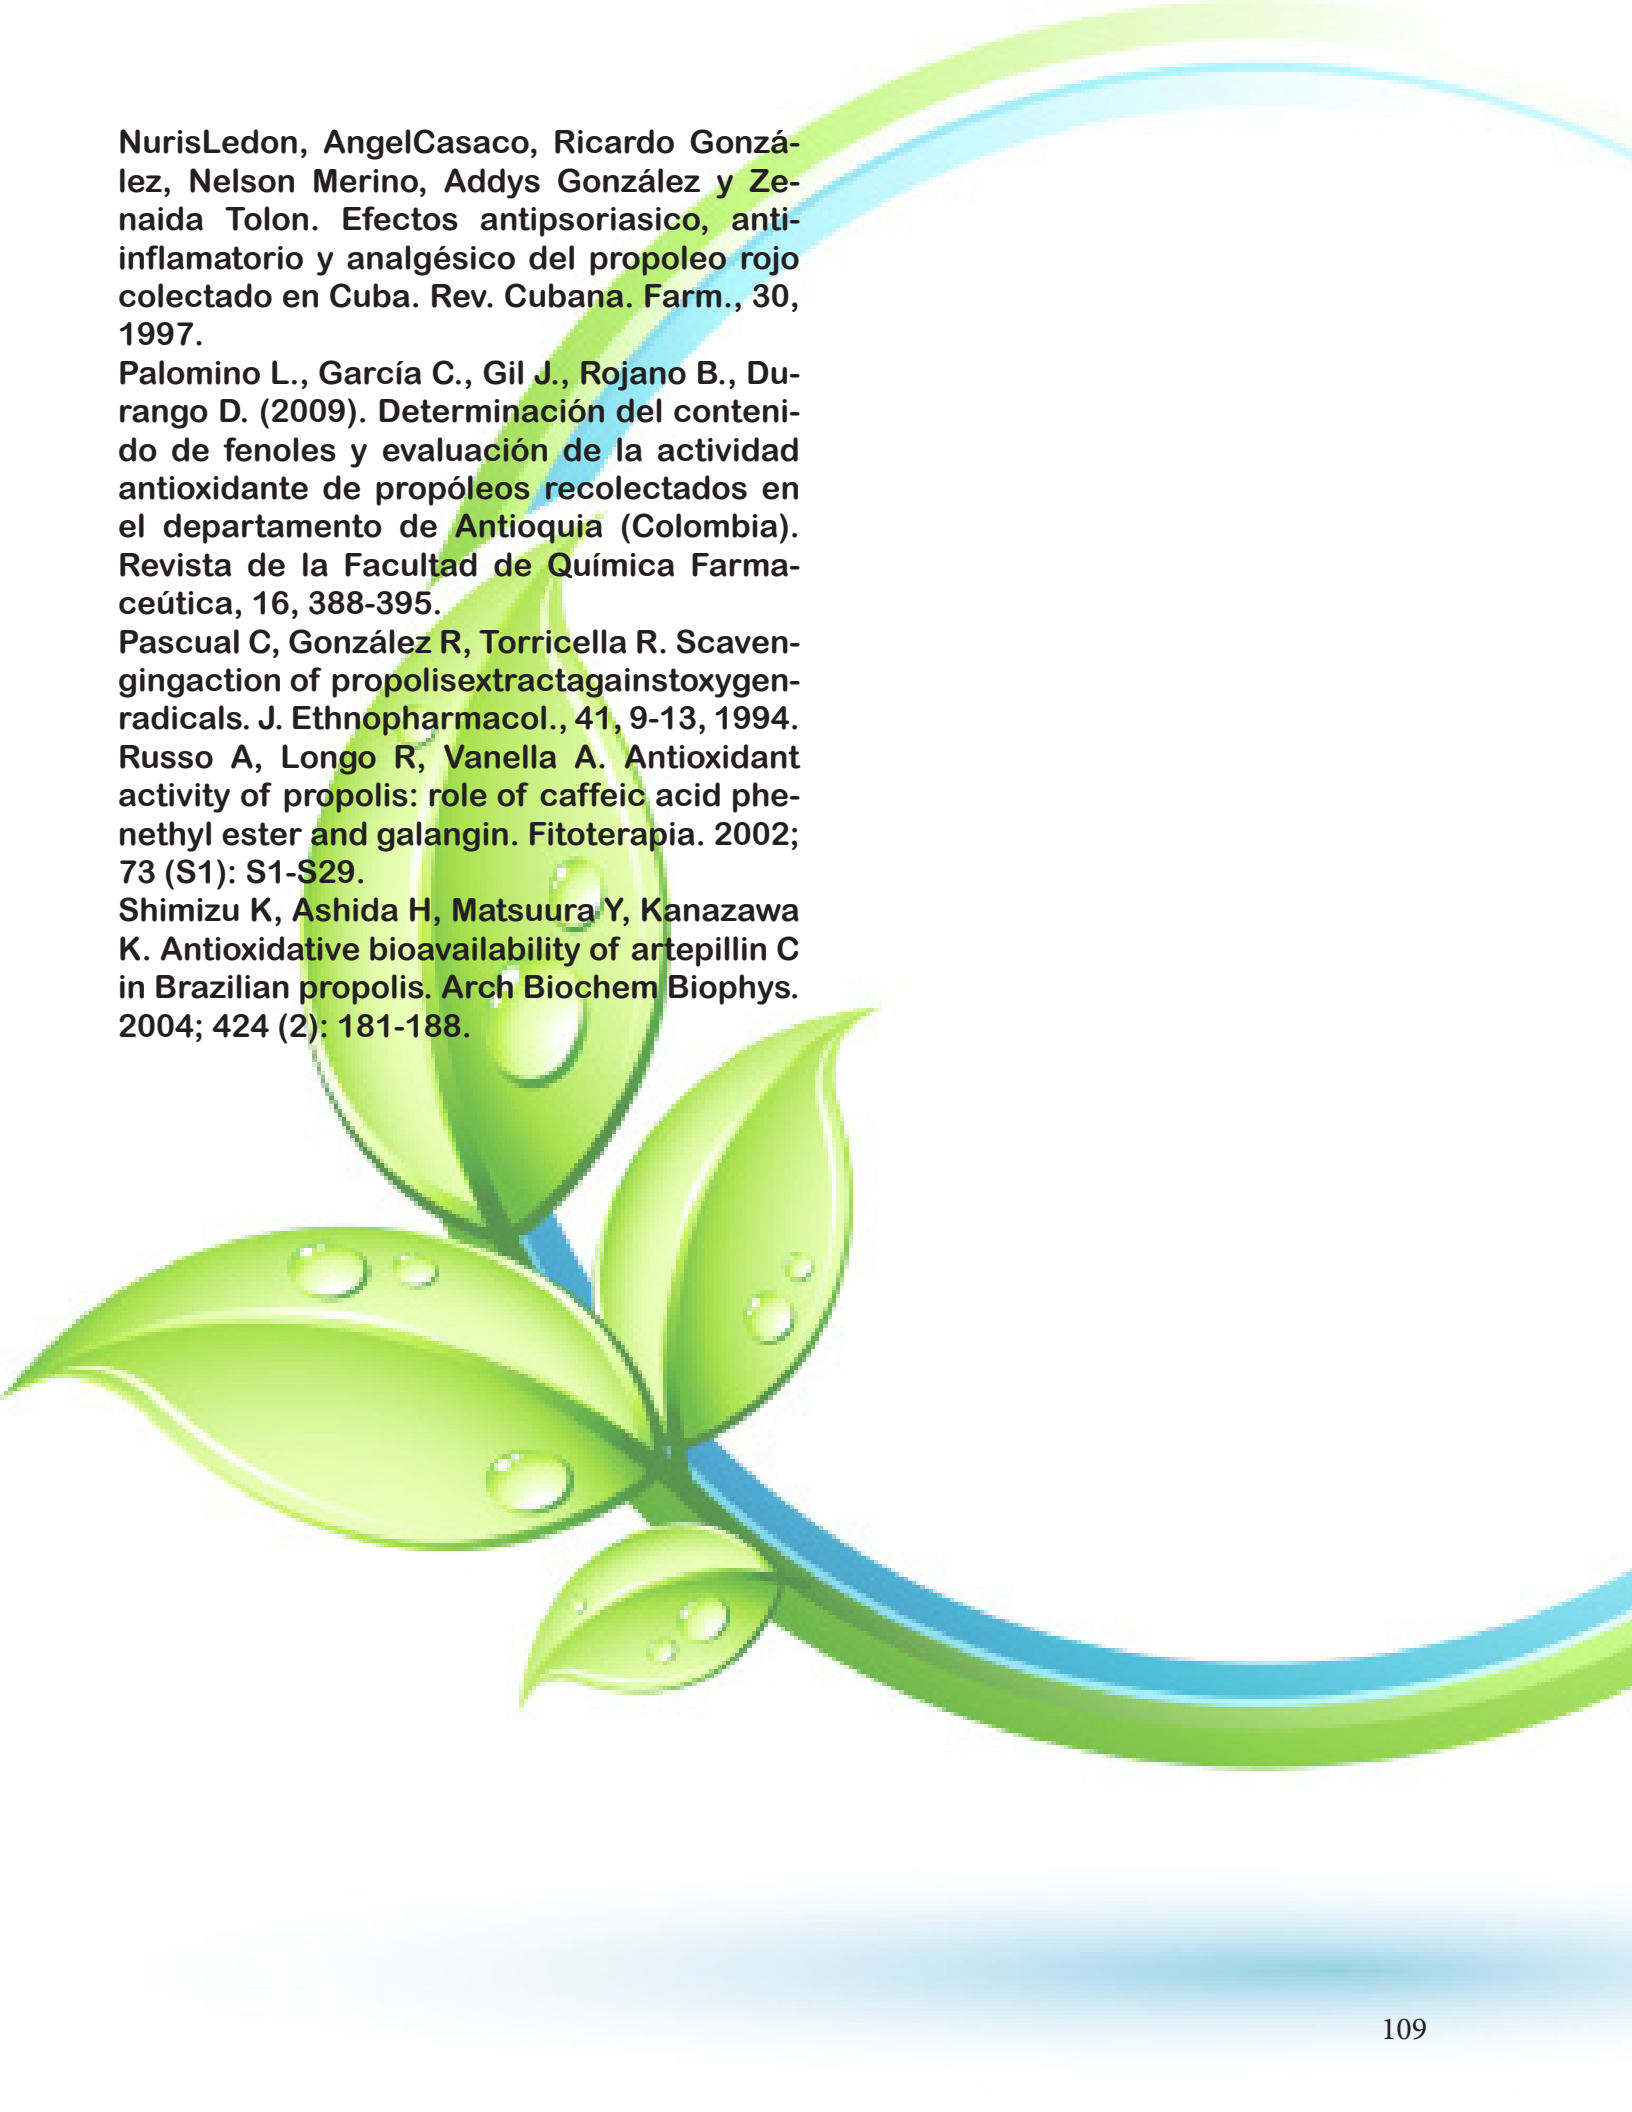 NurisLedon, AngelCasaco, Ricardo Gonzá-
lez, Nelson Merino, Addys González y Ze-
naida Tolon. Efectos antipsoriasico, anti-
inflamatorio y analgésico del propoleo rojo
colectado en Cuba. Rev. Cubana. Farm., 30,
1997.
Palomino L., García C., Gil J., Rojano B., Du-
rango D. (2009). Determinación del conteni-
do de fenoles y evaluación de la actividad
antioxidante de propóleos recolectados en
el departamento de Antioquia (Colombia).
Revista de la Facultad de Química Farma-
ceútica, 16, 388-395.
Pascual C, González R, Torricella R. Scaven-
gingaction of propolisextractagainstoxygen-
radicals. J. Ethnopharmacol., 41, 9-13, 1994.
Russo A, Longo R, Vanella A. Antioxidant
activity of propolis: role of caffeic acid phe-
nethyl ester and galangin. Fitoterapia. 2002;
73 (S1): S1-S29.
Shimizu K, Ashida H, Matsuura Y, Kanazawa
K. Antioxidative bioavailability of artepillin C
in Brazilian propolis. Arch Biochem Biophys.
2004; 424 (2): 181-188.
109